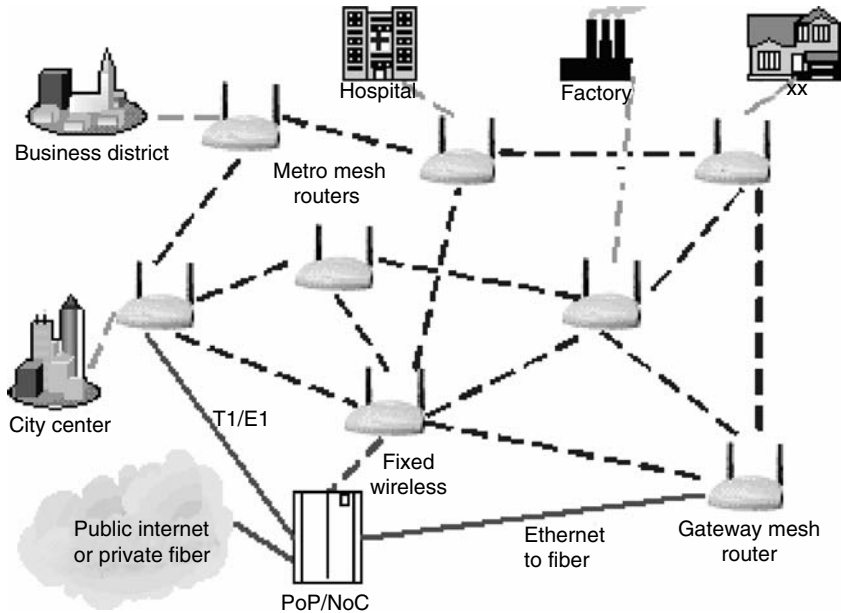 Hospital
Factory
xx
Business district
Metro mesh
routers
City center
T1/E1
Fixed
wireless
Public internet
or private fiber
Ethernet
to fiber
Gateway mesh
router
PoP/NoC